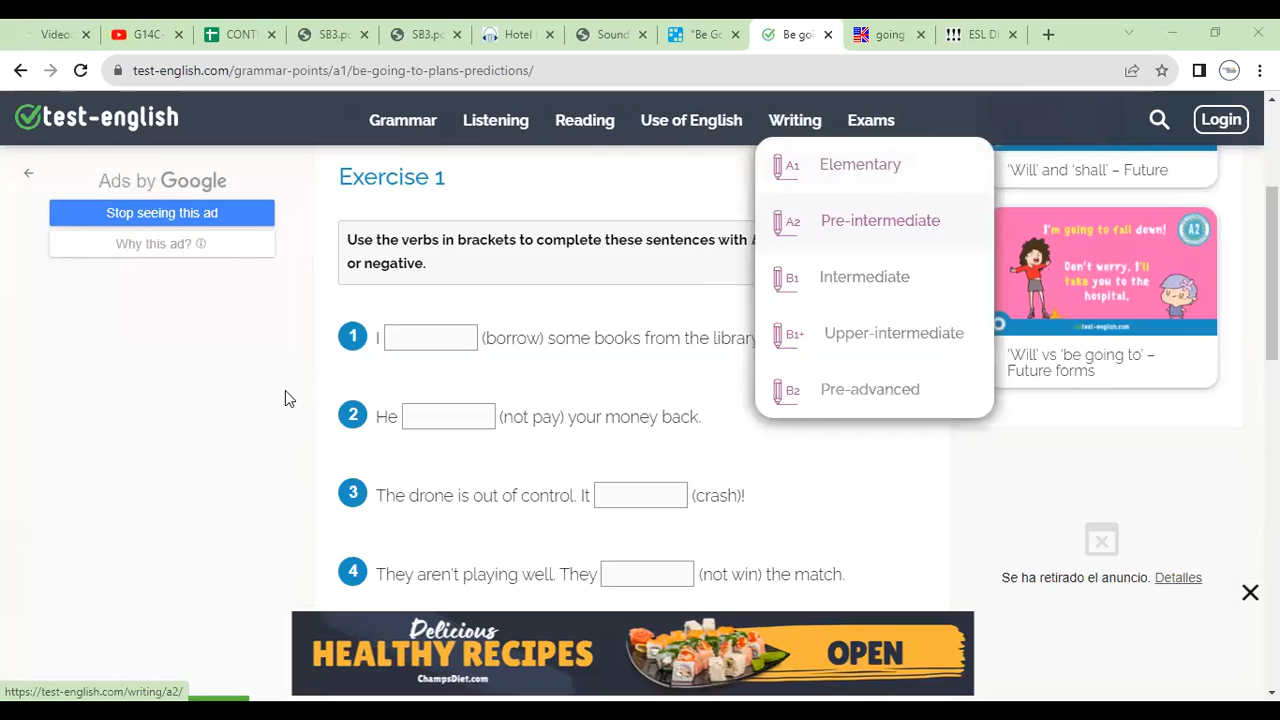 Videos
G14C
CONT
SB3.pc
SB3.pc
Hotel
Sound
"Be Go
Be goi
going
ESL Di
test-english.com/grammar-points/a1/be-going-to-plans-predictions/
test-english
Grammar
Listening
Reading
Use of English
Writing
Exams
Login
Ads by Google
Stop seeing this ad
Why this ad?
Exercise 1
Use the verbs in brackets to complete these sentences with
or negative.
1 I (borrow) some books from the library
2 He (not pay) your money back.
3 The drone is out of control. It (crash)!
4 They aren't playing well. They (not win) the match.
A1 Elementary
A2 Pre-intermediate
B1 Intermediate
B1+ Upper-intermediate
B2 Pre-advanced
'Will' and 'shall' – Future
I'm going to fall down!
A2
Don't worry, I'll
take you to the
hospital.
test-english.com
'Will' vs 'be going to' –
Future forms
Se ha retirado el anuncio. Detalles
Delicious
HEALTHY RECIPES
ChampsDiet.com
OPEN
https://test-english.com/writing/a2/